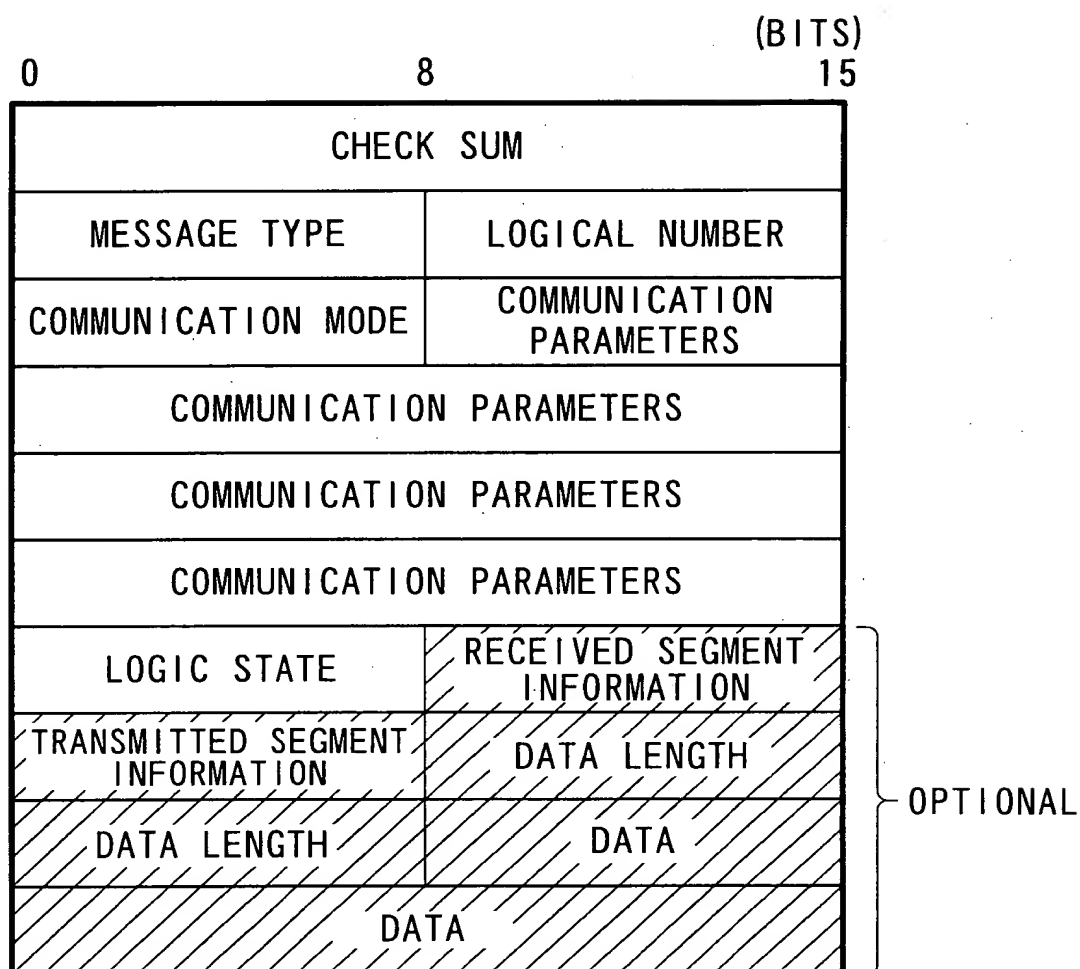 (BITS)
0 8 15
CHECK SUM
MESSAGE TYPE LOGICAL NUMBER
COMMUNICATION MODE COMMUNICATION
PARAMETERS
COMMUNICATION PARAMETERS
COMMUNICATION PARAMETERS
COMMUNICATION PARAMETERS
LOGIC STATE RECEIVED SEGMENT
INFORMATION
TRANSMITTED SEGMENT
INFORMATION DATA LENGTH
OPTIONAL
DATA LENGTH DATA
DATA